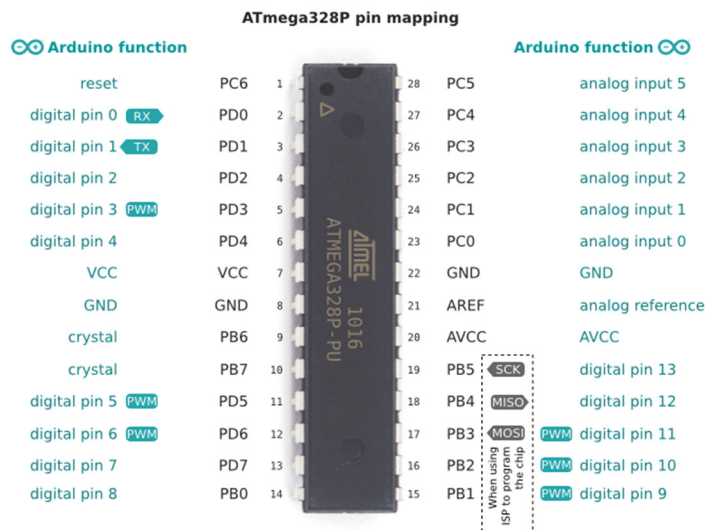 ATmega328P pin mapping
Arduino function Arduino function
reset PC6 1 28 PC5 analog input 5
digital pin 0 RX PD0 2 27 PC4 analog input 4
digital pin 1 TX PD1 3 26 PC3 analog input 3
digital pin 2 PD2 4 25 PC2 analog input 2
digital pin 3 PWM PD3 5 24 PC1 analog input 1
digital pin 4 PD4 6 23 PC0 analog input 0
VCC VCC 7 22 GND GND
GND GND 8 21 AREF analog reference
crystal PB6 9 20 AVCC AVCC
crystal PB7 10 19 PB5 SCK digital pin 13
digital pin 5 PWM PD5 11 18 PB4 MISO digital pin 12
digital pin 6 PWM PD6 12 17 PB3 MOSI PWM digital pin 11
digital pin 7 PD7 13 16 PB2 PWM digital pin 10
digital pin 8 PB0 14 15 PB1 PWM digital pin 9
When using
ISP to program
the chip
ATMEL 1016
ATMEGA328P-PU